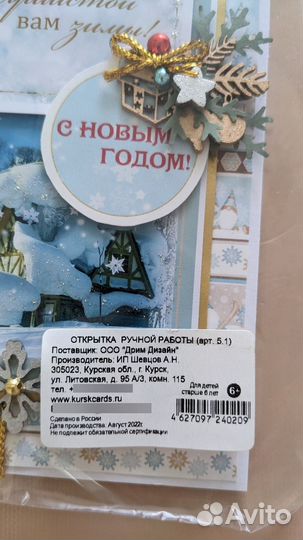 вам зимы!
С НОВЫМ
ГОДОМ!
ОТКРЫТКА РУЧНОЙ РАБОТЫ (арт. 5.1)
Поставщик: ООО "Дрим Дизайн"
Производитель: ИП Шевцов А.Н.
305023, Курская обл., г. Курск,
ул. Литовская, д. 95 А/3, комн. 115
тел. +
www.kurskcards.ru
E
Сделано в России
Дата производства: Август 2022г.
Не подлежит обязательной сертификации
Для детей
старше 6 лет
6+
4 627097 240209
Avito